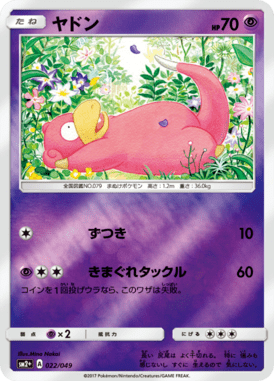 たね ヤドン HP70
全国図鑑NO.079 まぬけポケモン 高さ：1.2m 重さ：36.0kg
ずつき 10
きまぐれタックル 60
コインを1回投げウラなら、このワザは失敗。
弱点 ×2 抵抗力 にげる
Illus. Miki Tanaka
sm2+ A 022/049
©2017 Pokémon/Nintendo/Creatures/GAME FREAK.